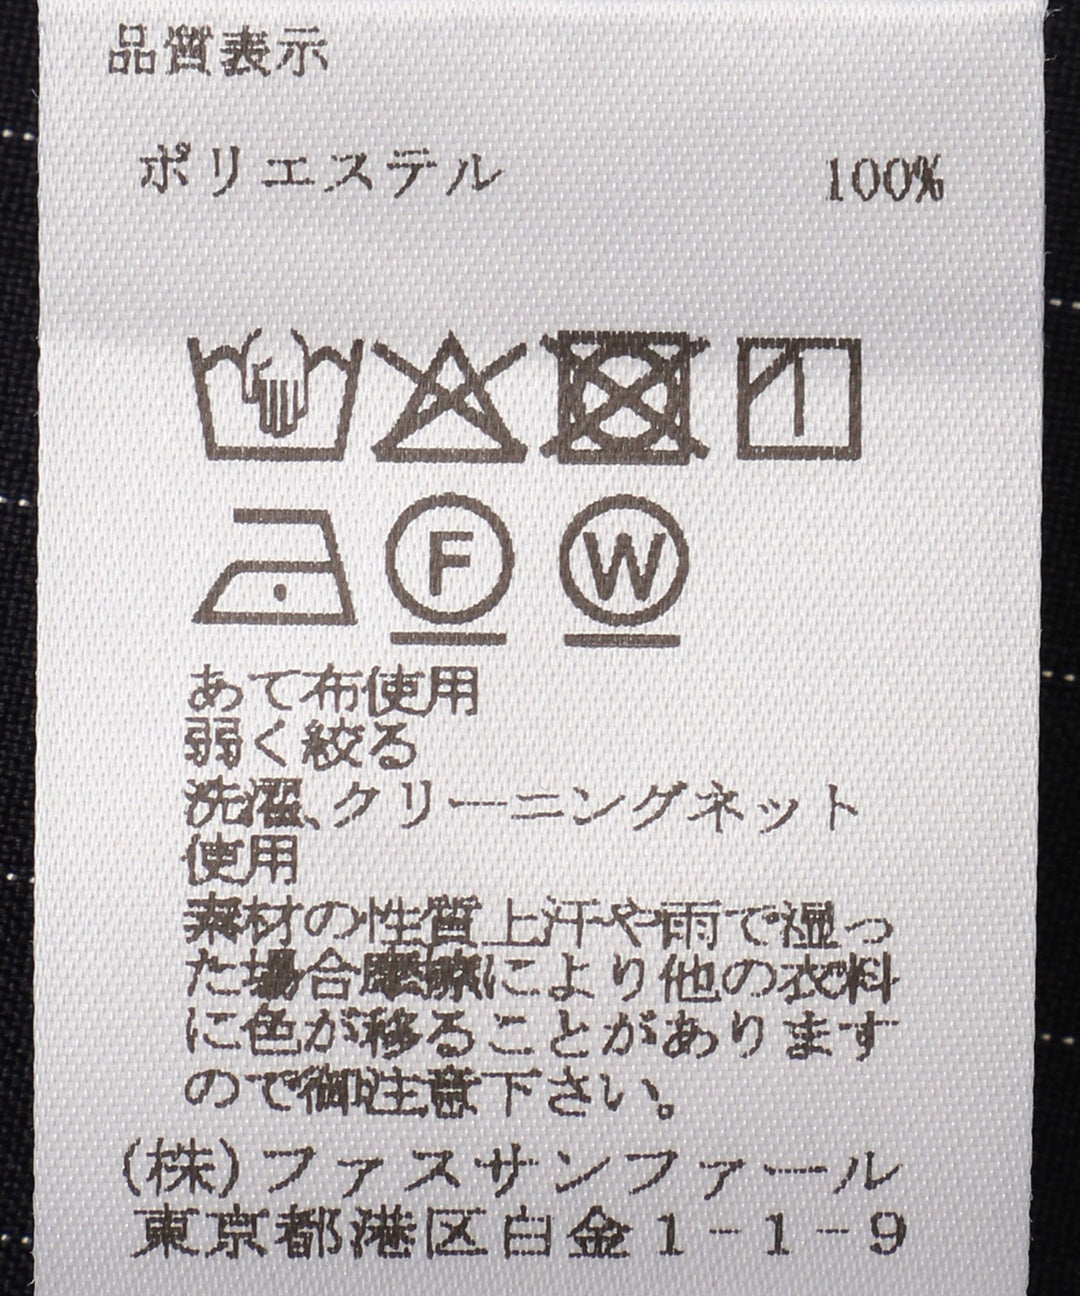 品質表示
ポリエステル 100%
F W
あて布使用
弱く絞る
洗濯、クリーニングネット
使用
素材の性質上汗や雨で湿っ
た場合摩擦により他の衣料
に色が移ることがあります
ので御注意下さい。
(株)ファスサンファール
東京都港区白金1-1-9